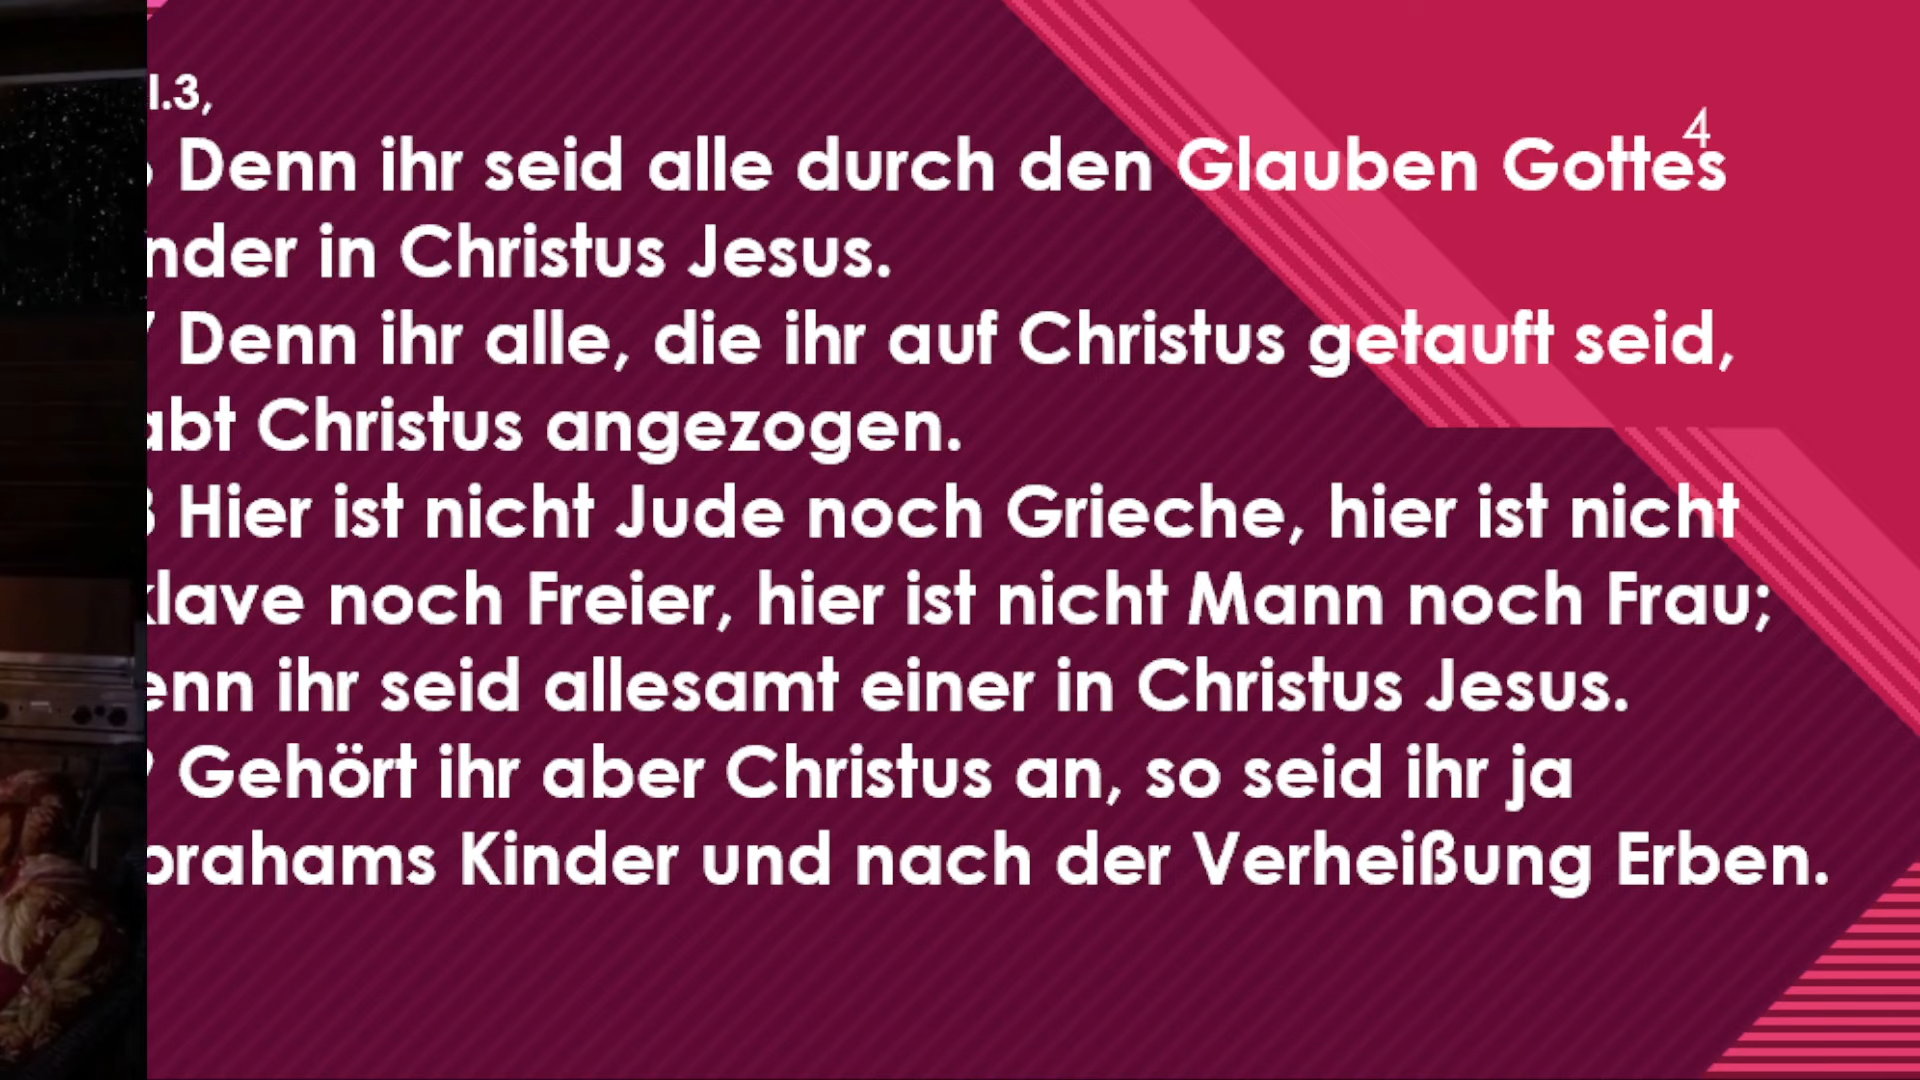 l.3,
4
Denn ihr seid alle durch den Glauben Gottes
nder in Christus Jesus.
Denn ihr alle, die ihr auf Christus getauft seid,
abt Christus angezogen.
Hier ist nicht Jude noch Grieche, hier ist nicht
klave noch Freier, hier ist nicht Mann noch Frau;
enn ihr seid allesamt einer in Christus Jesus.
Gehört ihr aber Christus an, so seid ihr ja
brahams Kinder und nach der Verheißung Erben.